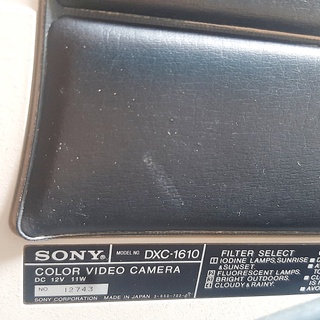 SONY® MODEL NO DXC-1610
COLOR VIDEO CAMERA
DC 12V 11W
NO 12743
SONY CORPORATION MADE IN JAPAN
FILTER SELECT
1 IODINE LAMPS, SUNRISE
& SUNSET
FLUORESCENT LAMPS.
BRIGHT OUTDOORS.
CLOUDY & RAINY.